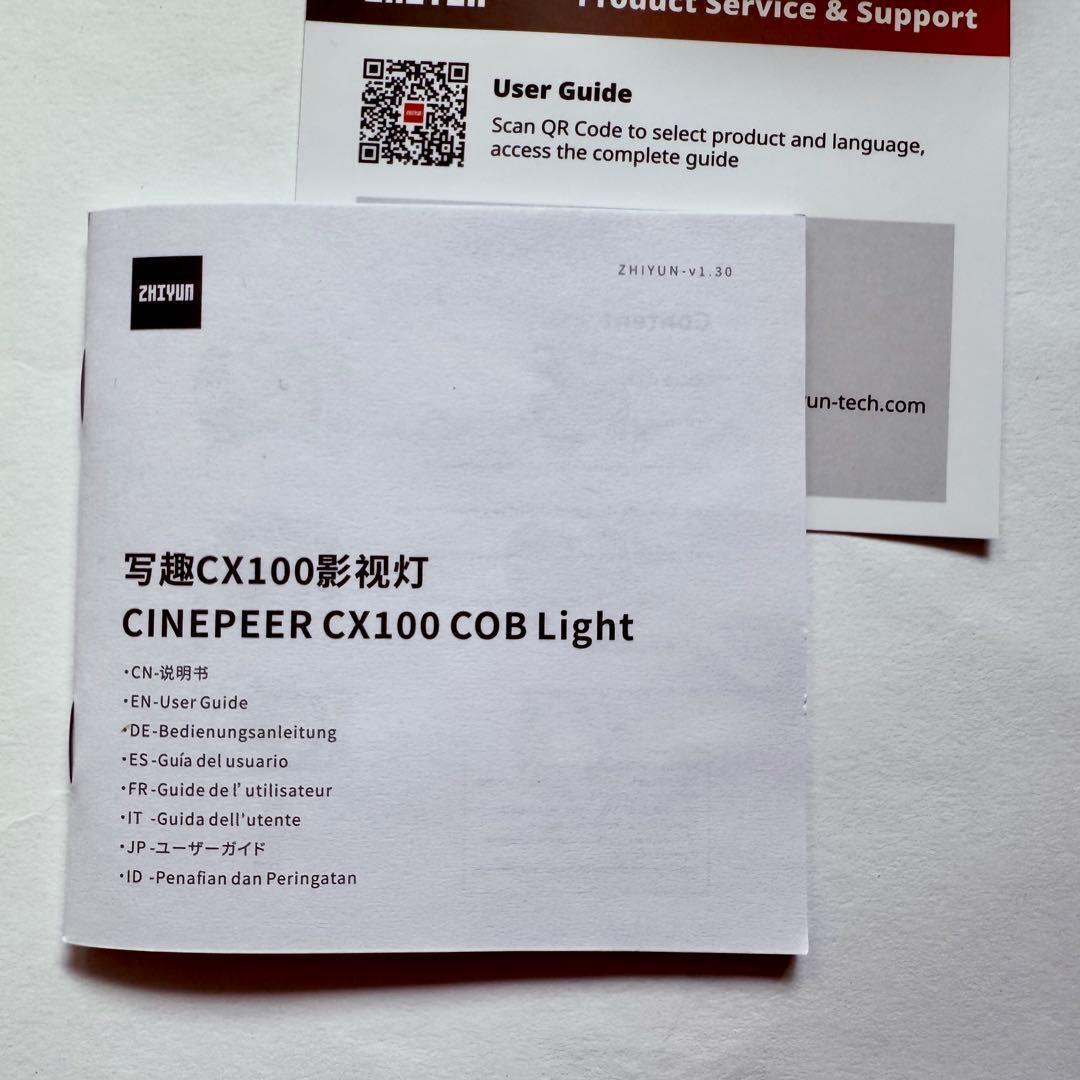 Product Service & Support
User Guide
Scan QR Code to select product and language,
access the complete guide
un-tech.com
ZHIYUN
ZHIYUN-v1.30
Content
写趣CX100影视灯
CINEPEER CX100 COB Light
·CN-说明书
·EN-User Guide
·DE-Bedienungsanleitung
·ES-Guía del usuario
·FR-Guide de l’utilisateur
·IT -Guida dell'utente
·JP-ユーザーガイド
·ID -Penafian dan Peringatan